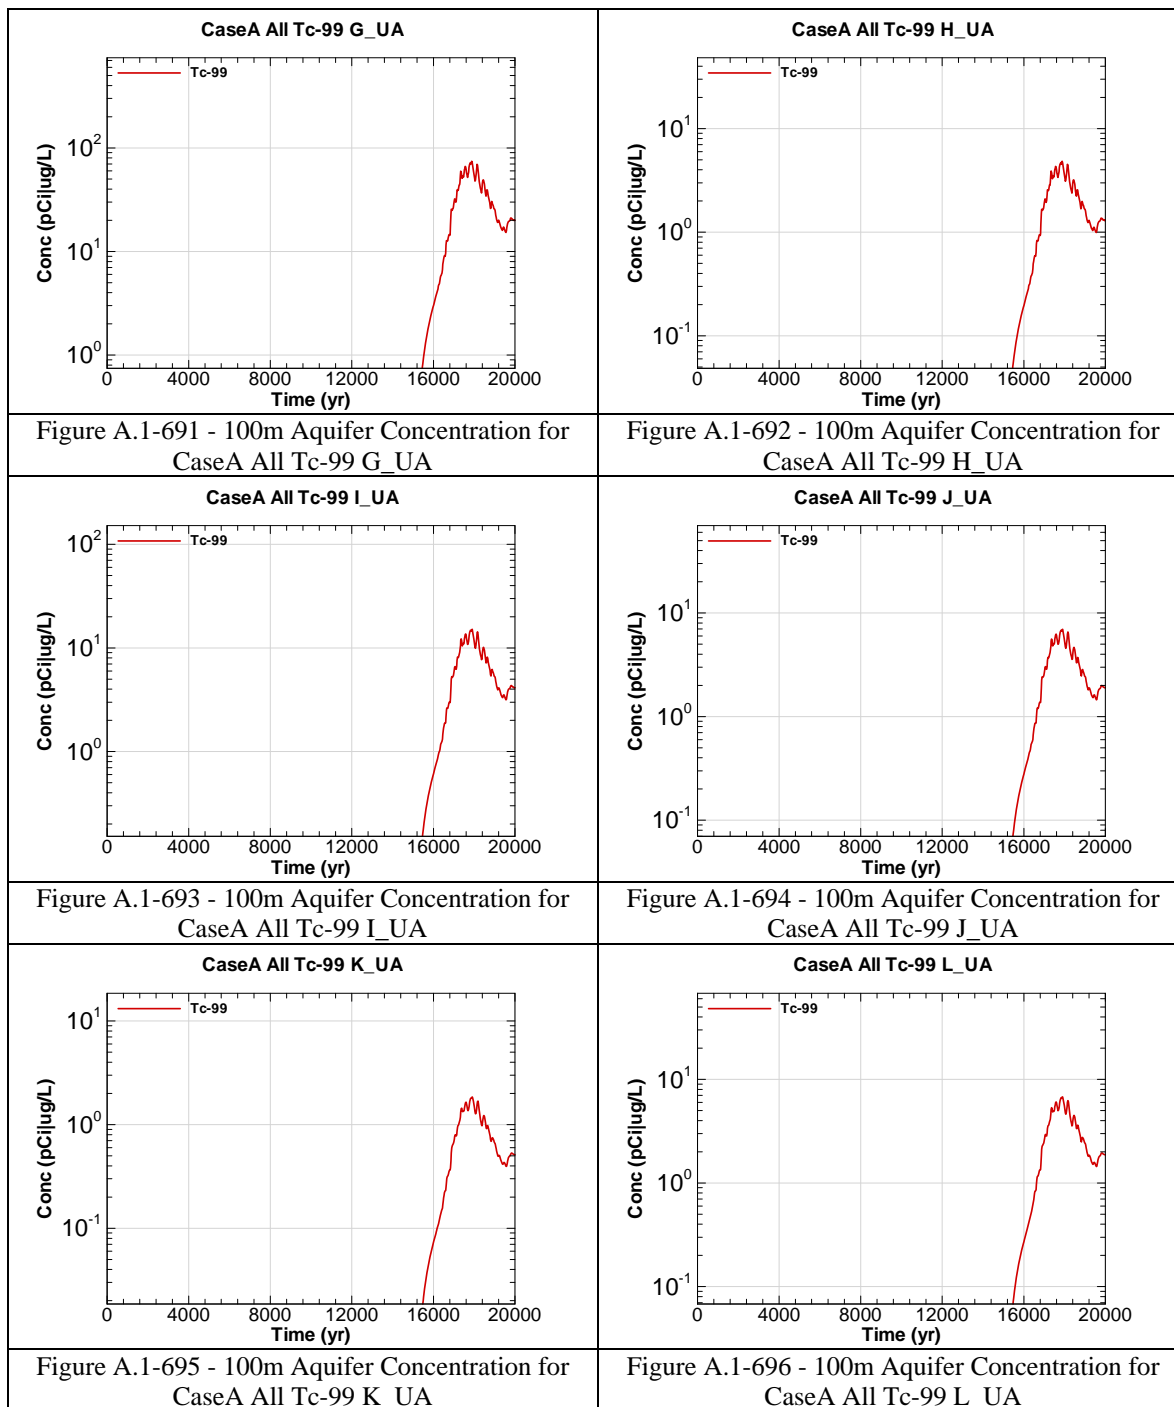 CaseA All Tc-99 G_UA
Tc-99
Conc (pCi|ug/L)
10^2
10^1
10^0
0 4000 8000 12000 16000 20000
Time (yr)
Figure A.1-691 - 100m Aquifer Concentration for
CaseA All Tc-99 G_UA
CaseA All Tc-99 H_UA
Tc-99
Conc (pCi|ug/L)
10^1
10^0
10^-1
0 4000 8000 12000 16000 20000
Time (yr)
Figure A.1-692 - 100m Aquifer Concentration for
CaseA All Tc-99 H_UA
CaseA All Tc-99 I_UA
Tc-99
Conc (pCi|ug/L)
10^2
10^1
10^0
0 4000 8000 12000 16000 20000
Time (yr)
Figure A.1-693 - 100m Aquifer Concentration for
CaseA All Tc-99 I_UA
CaseA All Tc-99 J_UA
Tc-99
Conc (pCi|ug/L)
10^1
10^0
10^-1
0 4000 8000 12000 16000 20000
Time (yr)
Figure A.1-694 - 100m Aquifer Concentration for
CaseA All Tc-99 J_UA
CaseA All Tc-99 K_UA
Tc-99
Conc (pCi|ug/L)
10^1
10^0
10^-1
0 4000 8000 12000 16000 20000
Time (yr)
Figure A.1-695 - 100m Aquifer Concentration for
CaseA All Tc-99 K_UA
CaseA All Tc-99 L_UA
Tc-99
Conc (pCi|ug/L)
10^1
10^0
10^-1
0 4000 8000 12000 16000 20000
Time (yr)
Figure A.1-696 - 100m Aquifer Concentration for
CaseA All Tc-99 L_UA